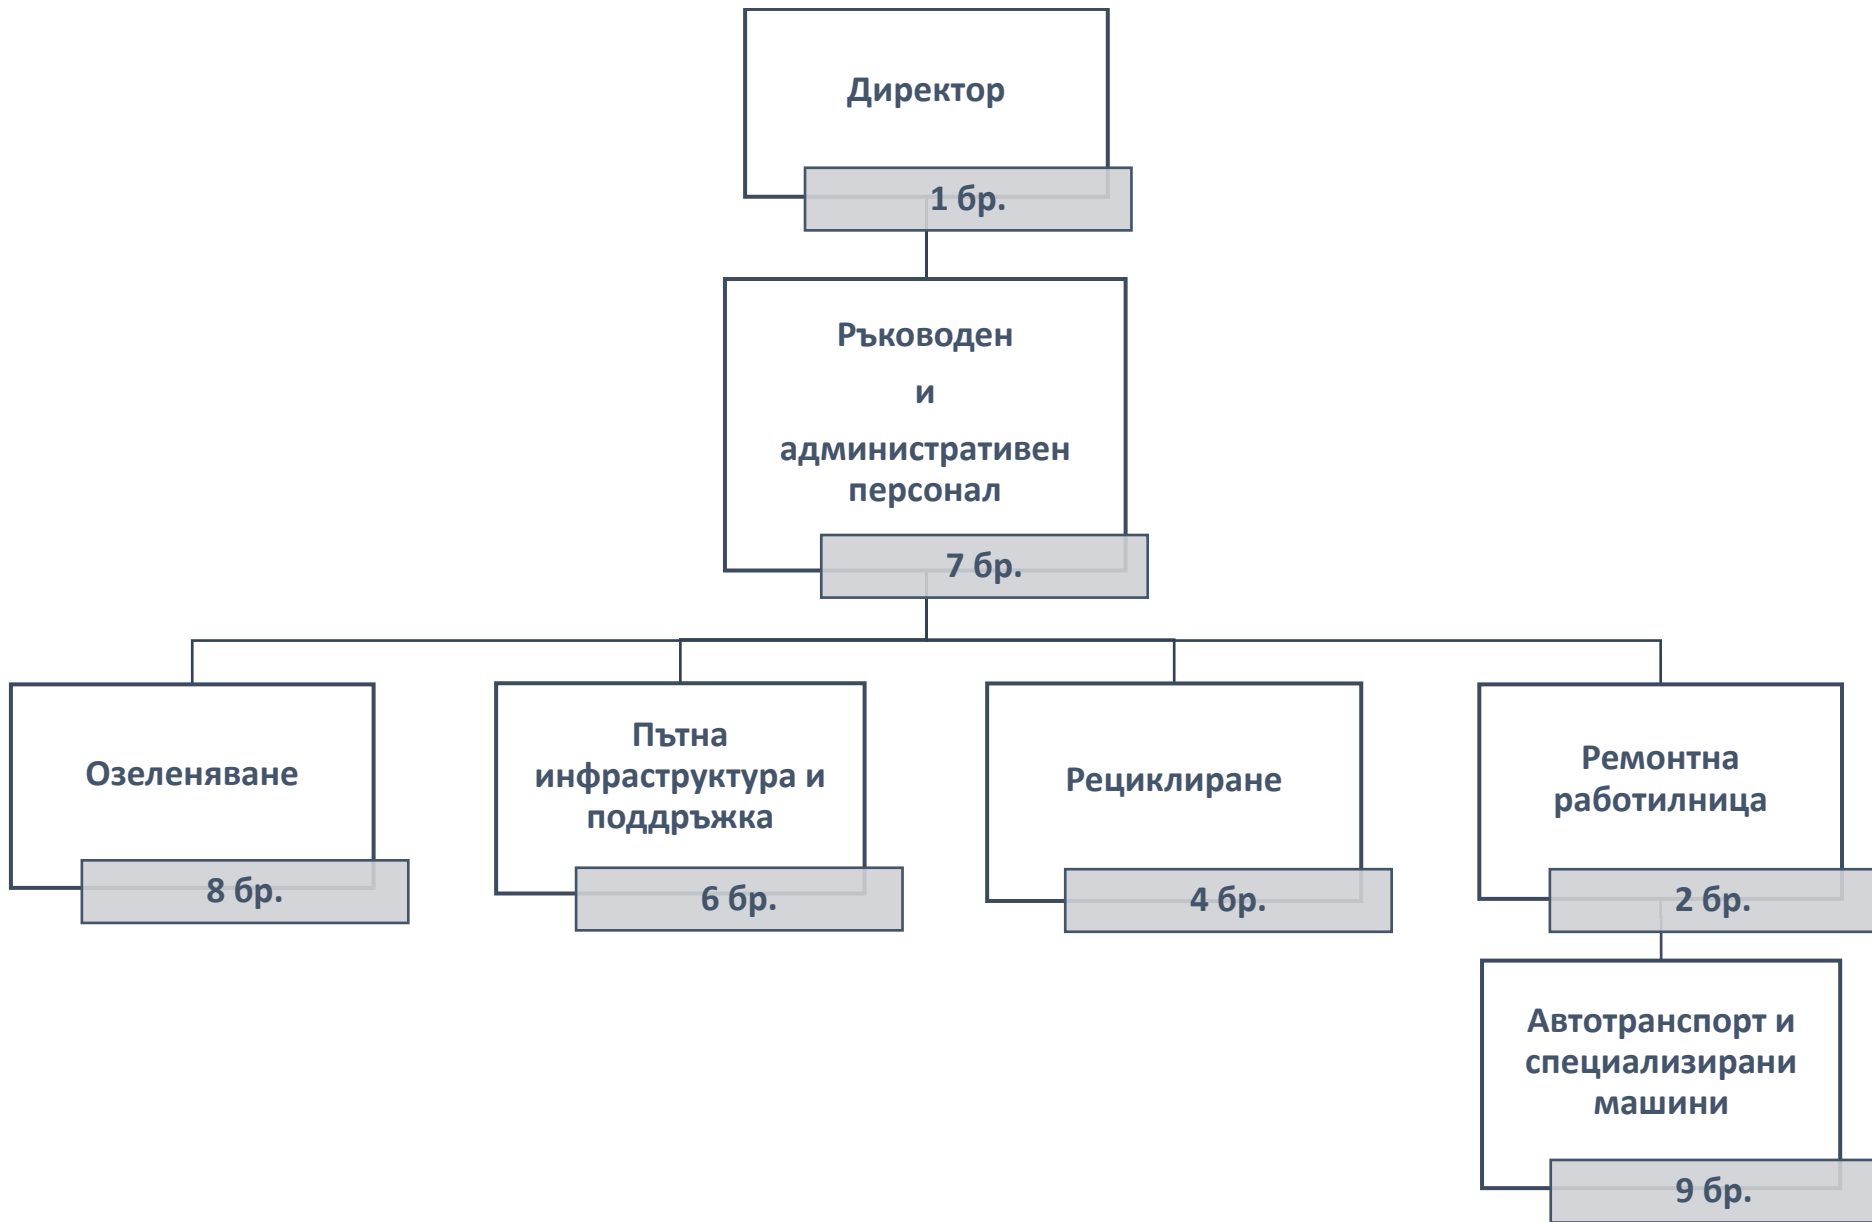 Директор
1 бр.
Ръководен
и
административен
персонал
7 бр.
Озеленяване
8 бр.
Пътна
инфраструктура и
поддръжка
6 бр.
Рециклиране
4 бр.
Ремонтна
работилница
2 бр.
Автотранспорт и
специализирани
машини
9 бр.